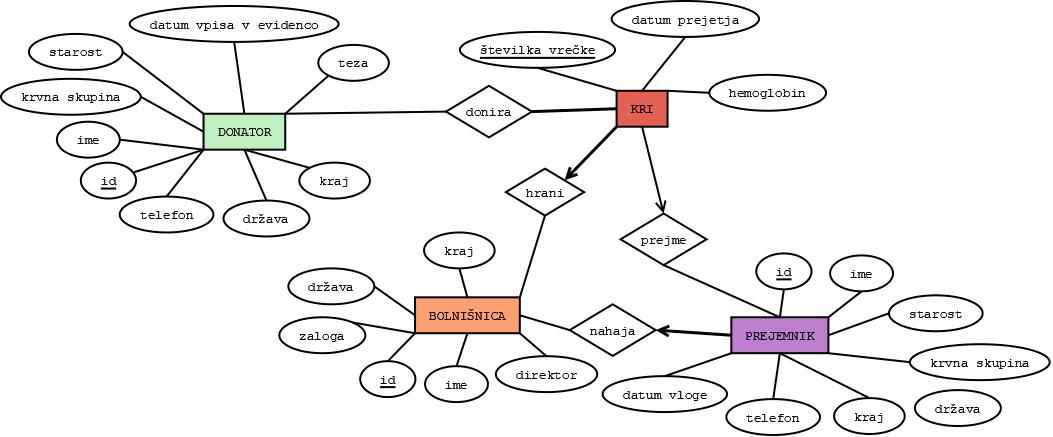 datum prejetja
datum vpisa v evidenco
številka vrečke
starost
teza
krvna skupina
hemoglobin
KRI
donira
DONATOR
ime
id
kraj
hrani
telefon
država
prejme
kraj
id
ime
država
starost
BOLNIŠNICA
zaloga
nahaja
PREJEMNIK
krvna skupina
id
ime
direktor
datum vloge
telefon
kraj
država